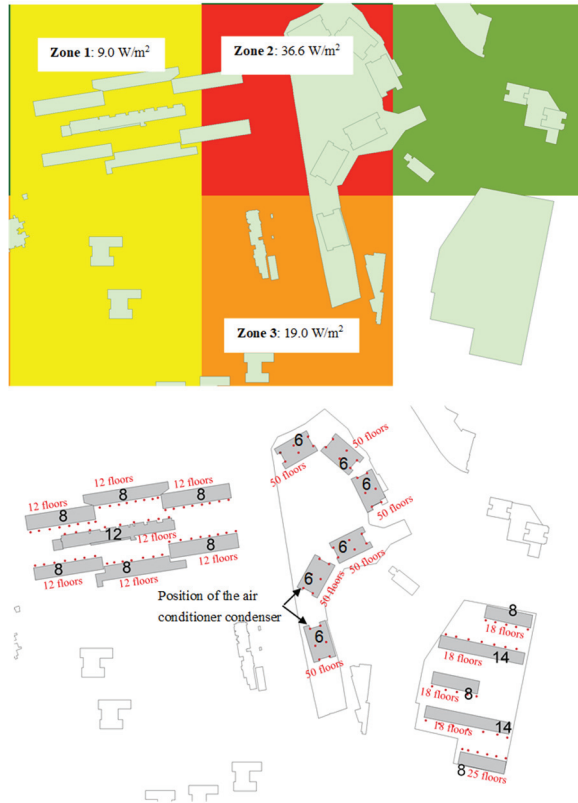 Zone 1: 9.0 W/m²
Zone 2: 36.6 W/m²
Zone 3: 19.0 W/m²
6
50 floors
6
50 floors
12 floors
12 floors
8
12 floors
8
6
50 floors
8
12
12 floors
6
50 floors
8
12 floors
8
8
12 floors
12 floors
6
50 floors
Position of the air
conditioner condenser
6
50 floors
8
18 floors
18 floors
14
18 floors
8
14
18 floors
8
25 floors